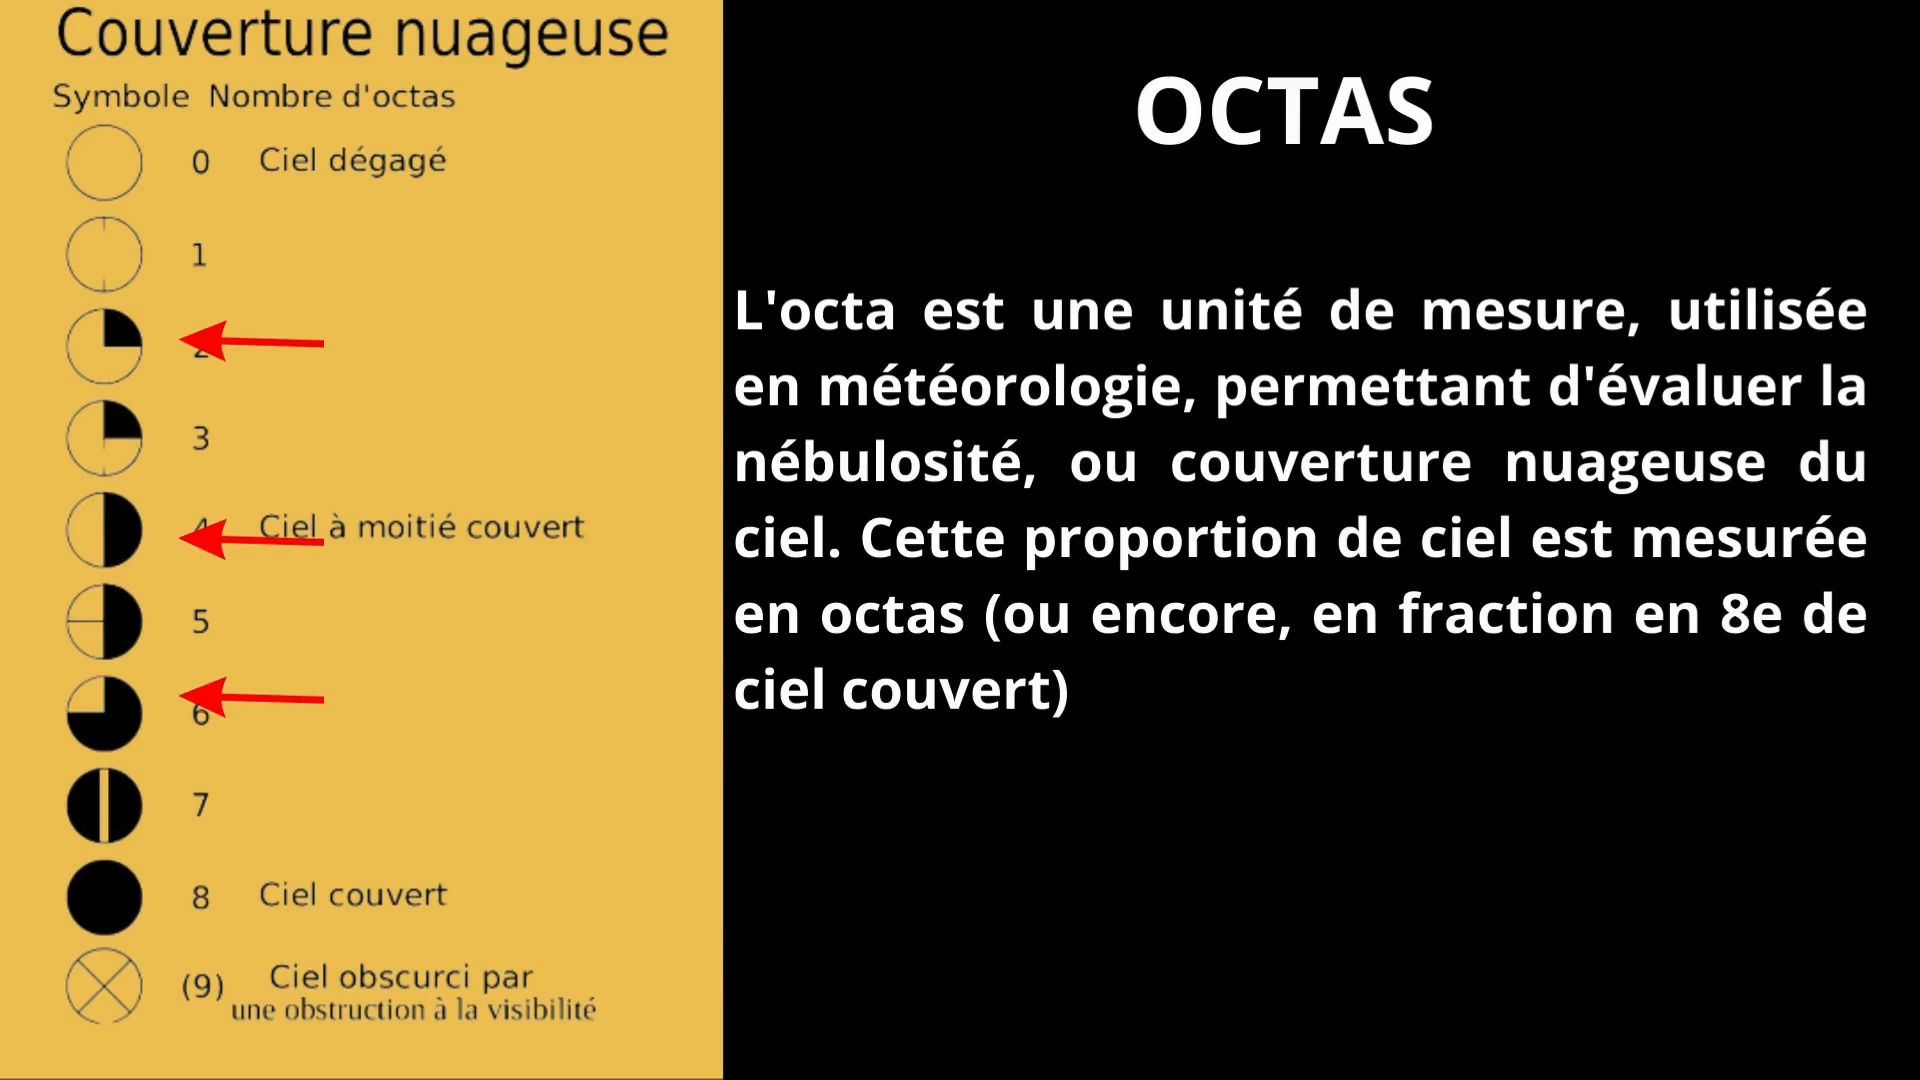 Couverture nuageuse
Symbole Nombre d'octas
0 Ciel dégagé
1
2
3
4 Ciel à moitié couvert
5
6
7
8 Ciel couvert
(9) Ciel obscurci par
une obstruction à la visibilité
OCTAS
L'octa est une unité de mesure, utilisée
en météorologie, permettant d'évaluer la
nébulosité, ou couverture nuageuse du
ciel. Cette proportion de ciel est mesurée
en octas (ou encore, en fraction en 8e de
ciel couvert)